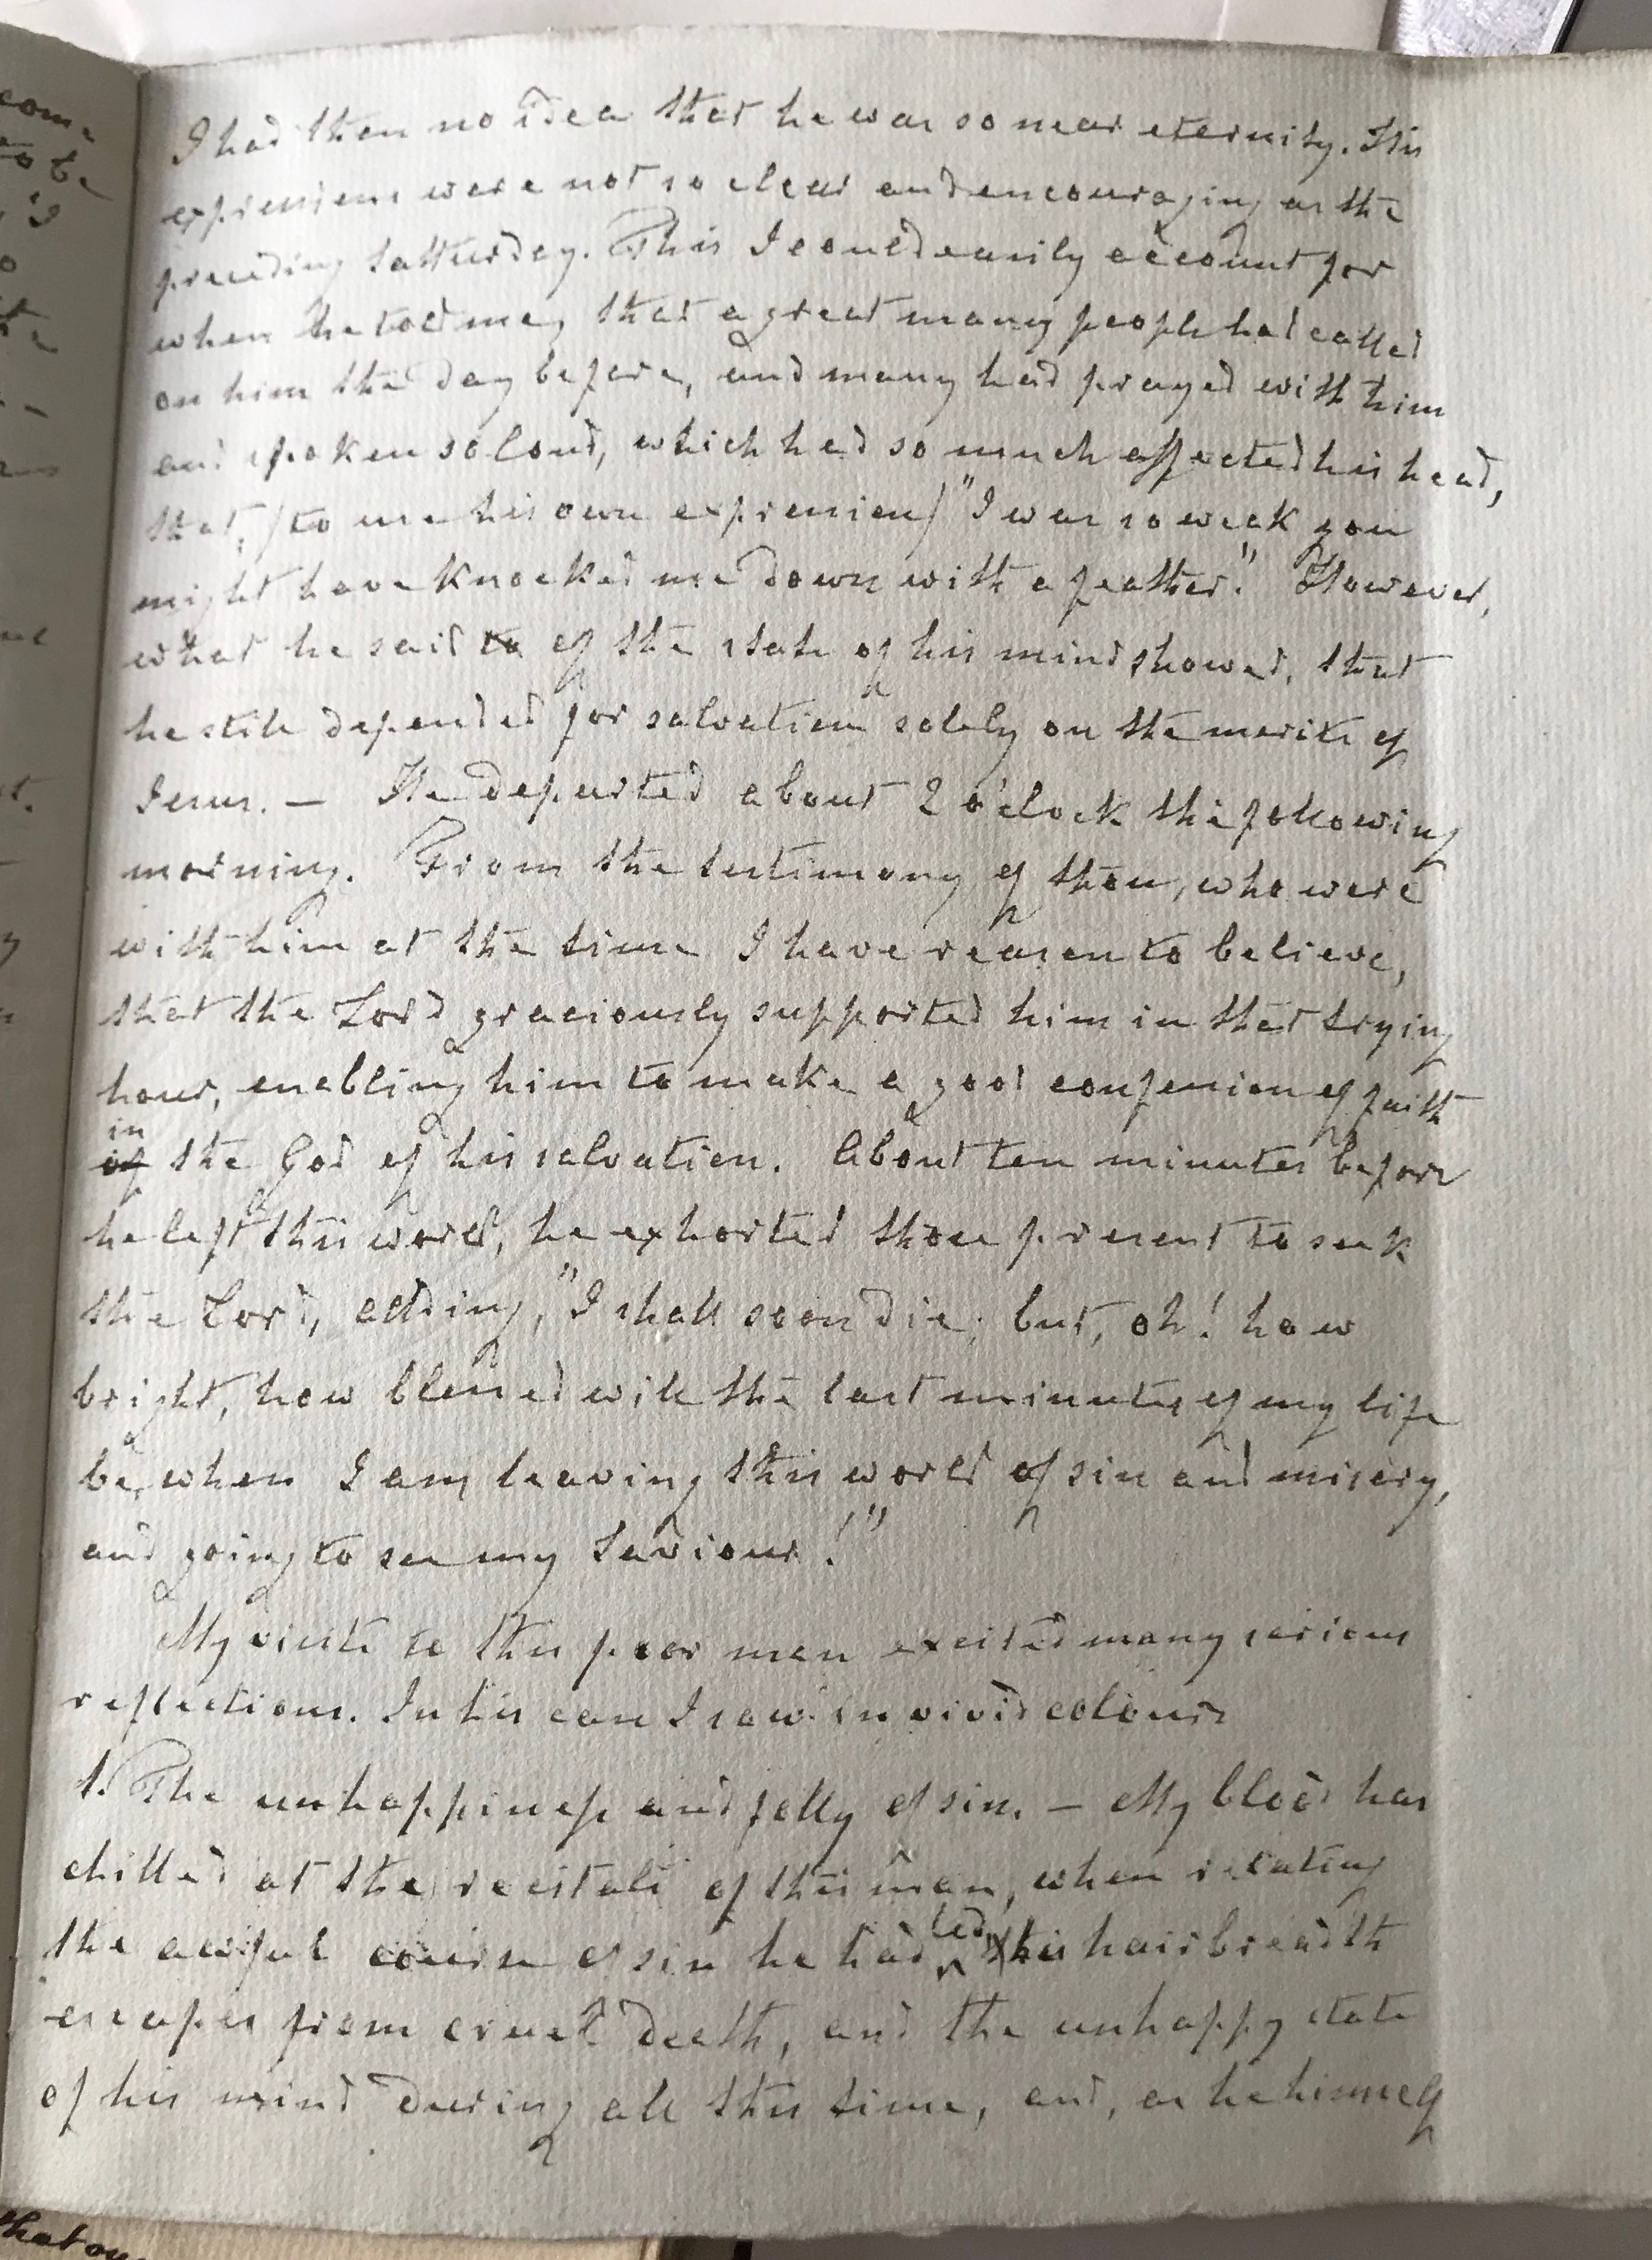 I had then no idea that he was so near eternity. His
expressions were not so clear and encouraging as the
preceding Satturday. This I could easily account for
when he told me, that a great many people had called
on him the day before, and many had prayed with him
and spoken so loud, which had so much affected his head,
that, (to use his own expression) "I was so weak you
might have knocked me down with a feather." However,
what he said to of the state of his mind showed, that
he still depended for salvation solely on the merits of
Jesus. — He departed about 2 o'clock the following
morning. From the testimony of those, who were
with him at the time I have reason to believe,
that the Lord graciously supported him in that trying
hour, enabling him to make a good confession of faith
in
of the God of his salvation. About ten minutes before
he left this world, he exhorted those present to seek
the Lord, adding, "I shall soon die; but, oh! how
bright, how blessed will the last minutes of my life
be, when I am leaving this world of sin and misery,
and going to see my Saviour!"
My visits to this poor man excited many serious
reflections. In his case I saw in vivid colours
1. The unhappiness and folly of sin. — My blood has
chilled at the recitals of this man, when relating
the awful course of sin he had led, his hairbreadth
escapes from cruel death, and the unhappy state
of his mind during all this time, and, as he himself
com-
to be